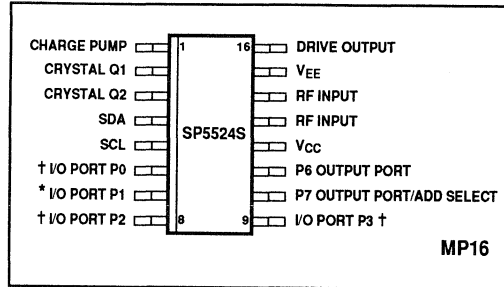 CHARGE PUMP 1 16 DRIVE OUTPUT
CRYSTAL Q1 VEE
CRYSTAL Q2 RF INPUT
SDA RF INPUT
SP5524S
SCL VCC
† I/O PORT P0 P6 OUTPUT PORT
* I/O PORT P1 P7 OUTPUT PORT/ADD SELECT
† I/O PORT P2 8 9 I/O PORT P3 †
MP16